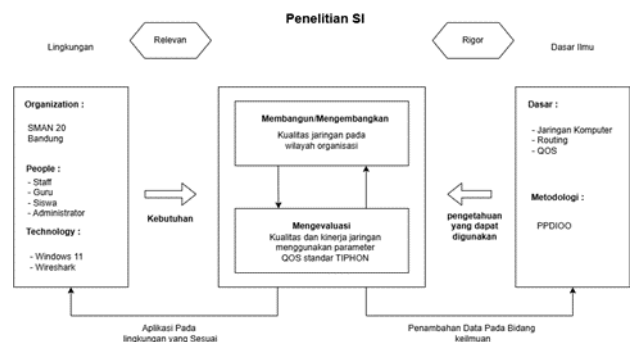 Penelitian SI
Lingkungan
Relevan
Rigor
Dasar Ilmu
Organization :
SMAN 20
Bandung
People :
- Staff
- Guru
- Siswa
- Administrator
Technology :
- Windows 11
- Wireshark
Kebutuhan
Membangun/Mengembangkan
Kualitas jaringan pada
wilayah organisasi
Mengevaluasi
Kualitas dan kinerja jaringan
menggunakan parameter
QOS standar TIPHON
pengetahuan
yang dapat
digunakan
Dasar :
- Jaringan Komputer
- Routing
- QOS
Metodologi :
PPDIOO
Aplikasi Pada
lingkungan yang Sesuai
Penambahan Data Pada Bidang
keilmuan